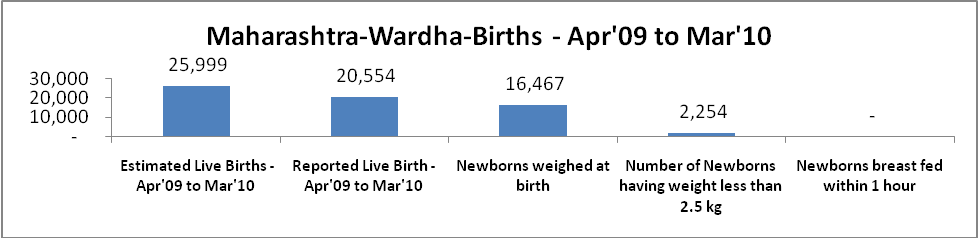 Maharashtra-Wardha-Births - Apr'09 to Mar'10
25,999
20,554
16,467
2,254
-
30,000
20,000
10,000
-
Estimated Live Births -
Apr'09 to Mar'10
Reported Live Birth -
Apr'09 to Mar'10
Newborns weighed at
birth
Number of Newborns
having weight less than
2.5 kg
Newborns breast fed
within 1 hour